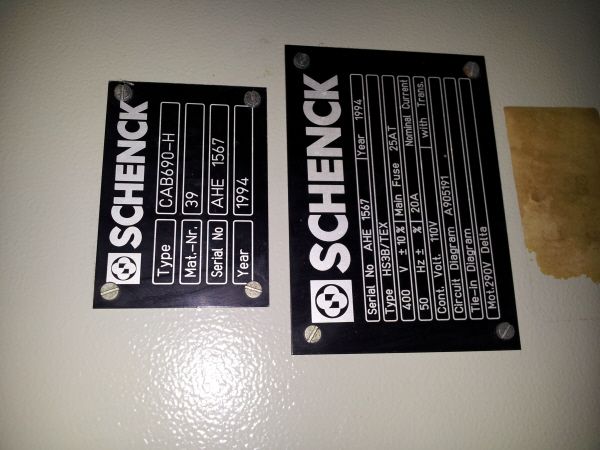 SCHENCK
Type CAB690-H
Mat.-Nr. 39
Serial No AHE 1567
Year 1994
SCHENCK
Serial No AHE 1567 Year 1994
Type HS3B/TEX
400 V ± 10 % Main Fuse 25AT
50 Hz ± % 20A Nominal Current with Trans.
Cont. Volt. 110V
Circuit Diagram A905191
Tie-In Diagram
Mot.290V Delta